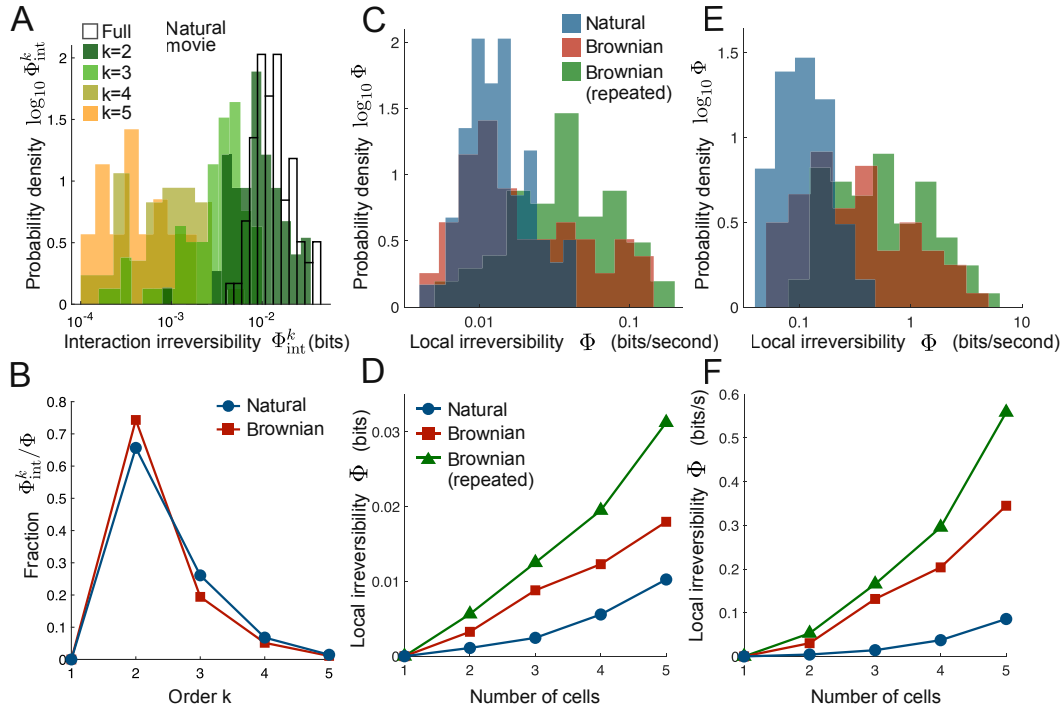 A
Natural
movie
Full
k=2
k=3
k=4
k=5
Probability density log₁₀ Φᵏ_int
2
1.5
1
0.5
0
10⁻⁴
10⁻³
10⁻²
Interaction irreversibility Φᵏ_int (bits)
C
Natural
Brownian
Brownian
(repeated)
Probability density log₁₀ Φ
2.0
1.5
1.0
0.5
0
0.01
0.1
Local irreversibility Φ (bits/second)
E
Probability density log₁₀ Φ
1.5
1.0
0.5
0
0.1
1
10
Local irreversibility Φ (bits/second)
B
Natural
Brownian
Fraction Φᵏ_int/Φ
0.8
0.7
0.6
0.5
0.4
0.3
0.2
0.1
0
1
2
3
4
5
Order k
D
Natural
Brownian
Brownian
(repeated)
Local irreversibility Φ (bits)
0.03
0.02
0.01
0
1
2
3
4
5
Number of cells
F
Local irreversibility Φ (bits/s)
0.6
0.5
0.4
0.3
0.2
0.1
0
1
2
3
4
5
Number of cells